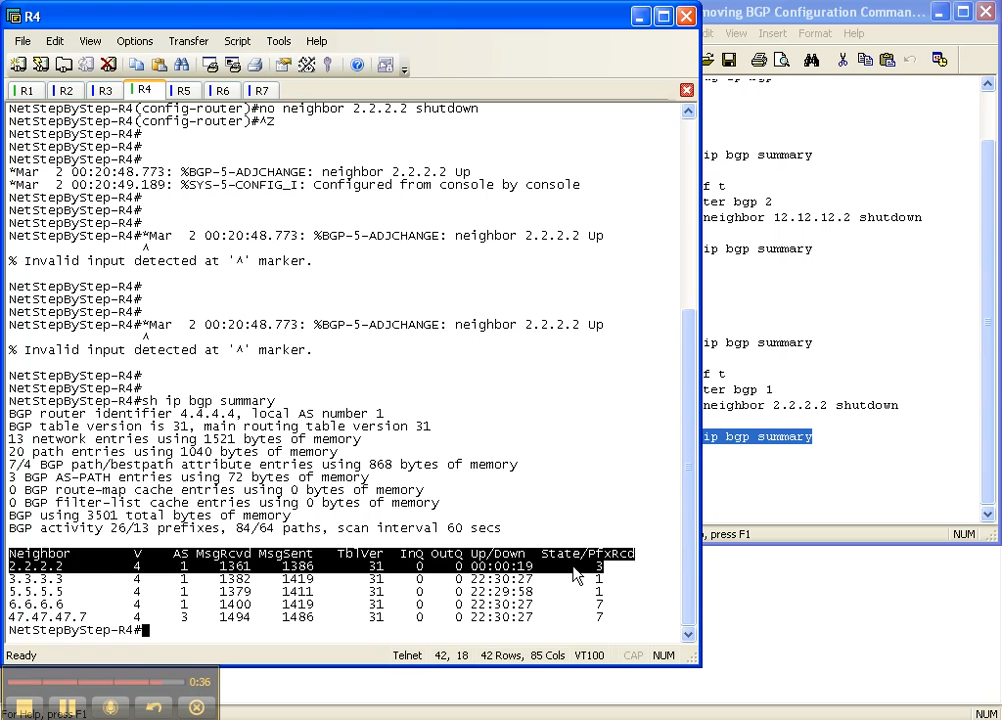 R4
File Edit View Options Transfer Script Tools Help
R1 R2 R3 R4 R5 R6 R7
NetStepByStep-R4(config-router)#no neighbor 2.2.2.2 shutdown
NetStepByStep-R4(config-router)#^Z
NetStepByStep-R4#
NetStepByStep-R4#
NetStepByStep-R4#
*Mar  2 00:20:48.773: %BGP-5-ADJCHANGE: neighbor 2.2.2.2 Up
*Mar  2 00:20:49.189: %SYS-5-CONFIG_I: Configured from console by console
NetStepByStep-R4#
NetStepByStep-R4#
NetStepByStep-R4#
NetStepByStep-R4#*Mar  2 00:20:48.773: %BGP-5-ADJCHANGE: neighbor 2.2.2.2 Up
^
% Invalid input detected at '^' marker.
NetStepByStep-R4#
NetStepByStep-R4#
NetStepByStep-R4#*Mar  2 00:20:48.773: %BGP-5-ADJCHANGE: neighbor 2.2.2.2 Up
^
% Invalid input detected at '^' marker.
NetStepByStep-R4#
NetStepByStep-R4#
NetStepByStep-R4#sh ip bgp summary
BGP router identifier 4.4.4.4, local AS number 1
BGP table version is 31, main routing table version 31
13 network entries using 1521 bytes of memory
20 path entries using 1040 bytes of memory
7/4 BGP path/bestpath attribute entries using 868 bytes of memory
3 BGP AS-PATH entries using 72 bytes of memory
0 BGP route-map cache entries using 0 bytes of memory
0 BGP filter-list cache entries using 0 bytes of memory
BGP using 3501 total bytes of memory
BGP activity 26/13 prefixes, 84/64 paths, scan interval 60 secs
Neighbor V AS MsgRcvd MsgSent TblVer InQ OutQ Up/Down State/PfxRcd
2.2.2.2 4 1 1361 1386 31 0 0 00:00:19 3
3.3.3.3 4 1 1382 1419 31 0 0 22:30:27 1
5.5.5.5 4 1 1379 1411 31 0 0 22:29:58 1
6.6.6.6 4 1 1400 1419 31 0 0 22:30:27 7
47.47.47.7 4 3 1494 1486 31 0 0 22:30:27 7
NetStepByStep-R4#
Ready Telnet 42, 18 42 Rows, 85 Cols VT100 CAP NUM
0:36
For Help, press F1
moving BGP Configuration Comman...
View Insert Format Help
ip bgp summary
f t
ter bgp 2
neighbor 12.12.12.2 shutdown
ip bgp summary
ip bgp summary
f t
ter bgp 1
neighbor 2.2.2.2 shutdown
ip bgp summary
, press F1 NUM
NUM